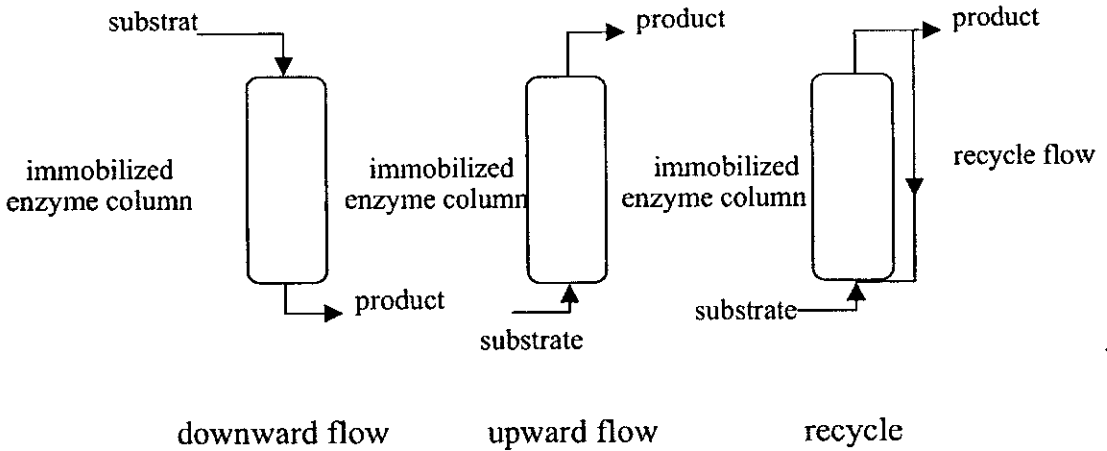 substrat
immobilized
enzyme column
product
downward flow
product
immobilized
enzyme column
substrate
upward flow
product
immobilized
enzyme column
recycle flow
substrate
recycle